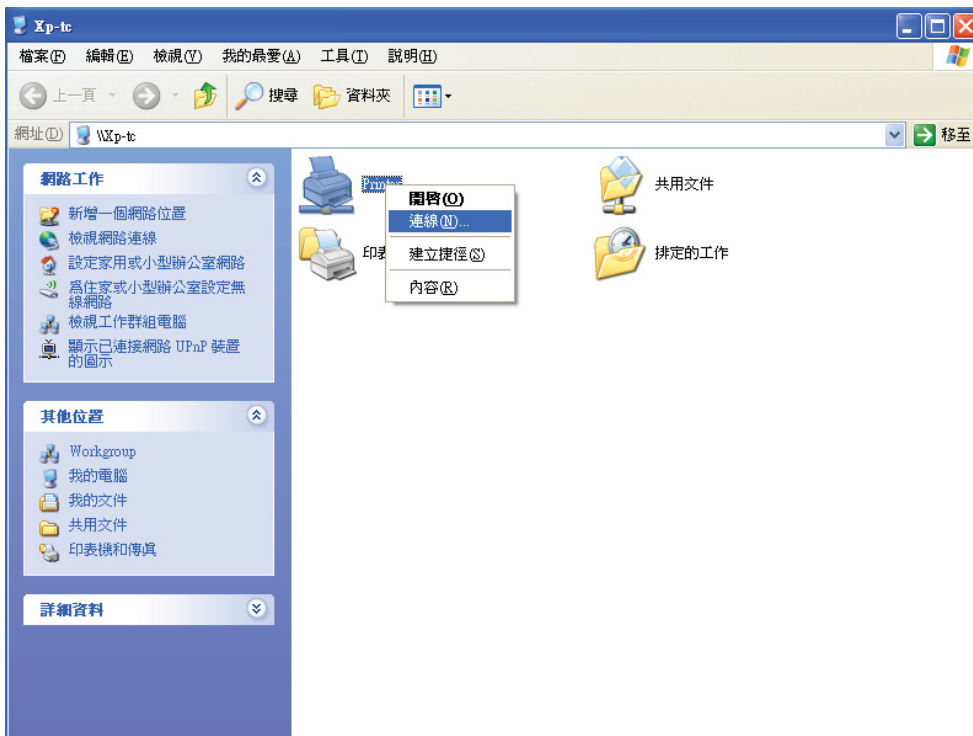 Xp-tc
檔案(F) 編輯(E) 檢視(V) 我的最愛(A) 工具(T) 說明(H)
上一頁 搜尋 資料夾
網址(D) \\Xp-tc 移至
網路工作
新增一個網路位置
檢視網路連線
設定家用或小型辦公室網路
為住家或小型辦公室設定無
線網路
檢視工作群組電腦
顯示已連接網路 UPnP 裝置
的圖示
其他位置
Workgroup
我的電腦
我的文件
共用文件
印表機和傳真
詳細資料
Printer
開啟(O)
連線(N)...
建立捷徑(S)
內容(R)
共用文件
印表
排定的工作